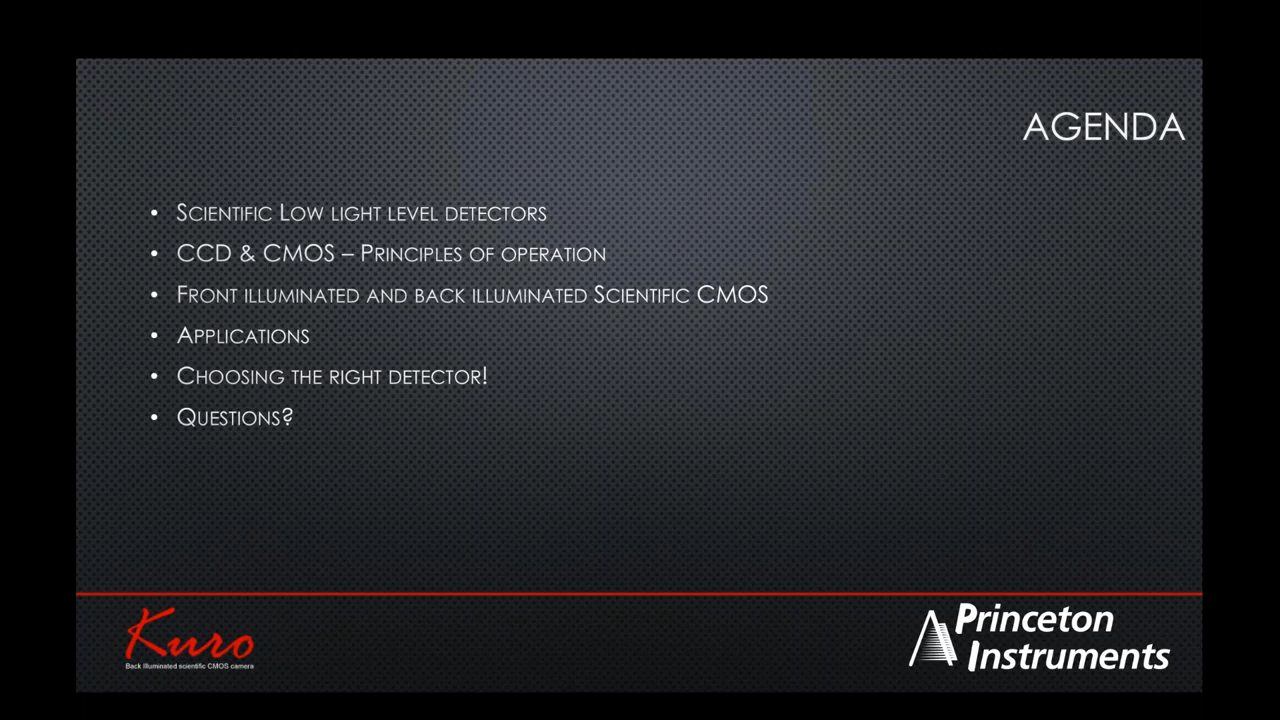 AGENDA
• Scientific Low light level detectors
• CCD & CMOS – Principles of operation
• Front illuminated and back illuminated Scientific CMOS
• Applications
• Choosing the right detector!
• Questions?
Kuro
Back Illuminated scientific CMOS camera
Princeton
Instruments